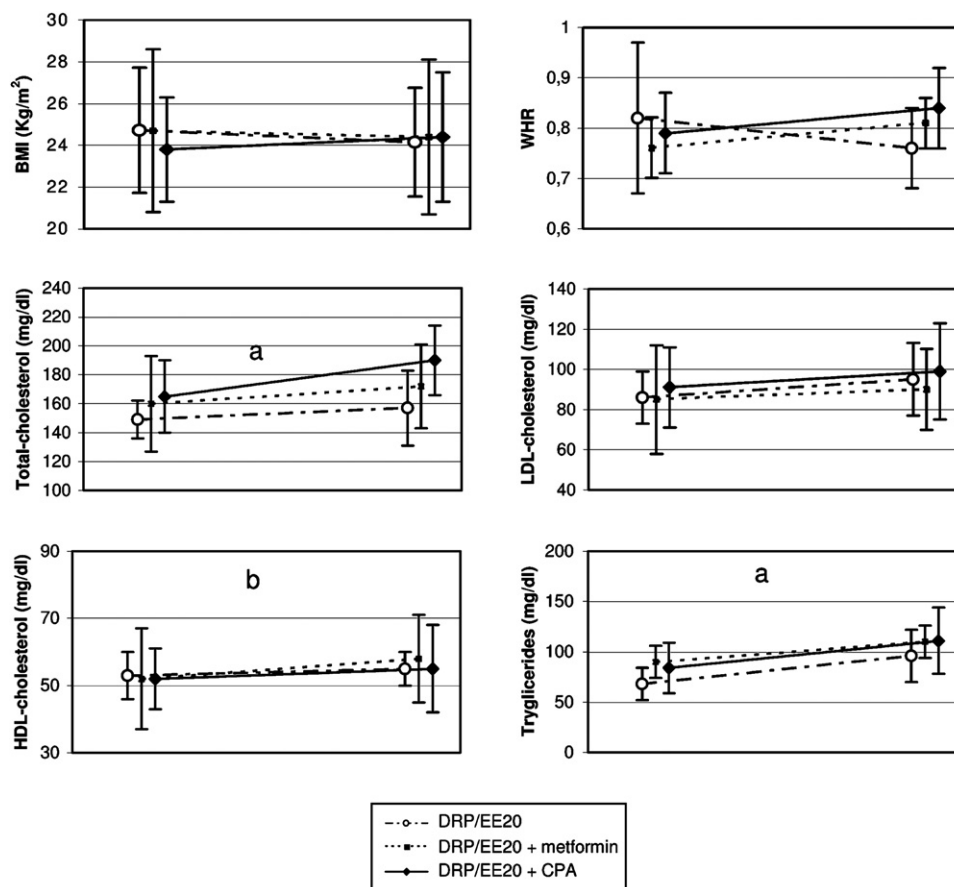 BMI (Kg/m²)
30
28
26
24
22
20
WHR
1
0,9
0,8
0,7
0,6
Total-cholesterol (mg/dl)
240
220
200
180
160
140
120
100
a
LDL-cholesterol (mg/dl)
140
120
100
80
60
40
HDL-cholesterol (mg/dl)
90
70
50
30
b
Tryglicerides (mg/dl)
200
150
100
50
0
a
DRP/EE20
DRP/EE20 + metformin
DRP/EE20 + CPA